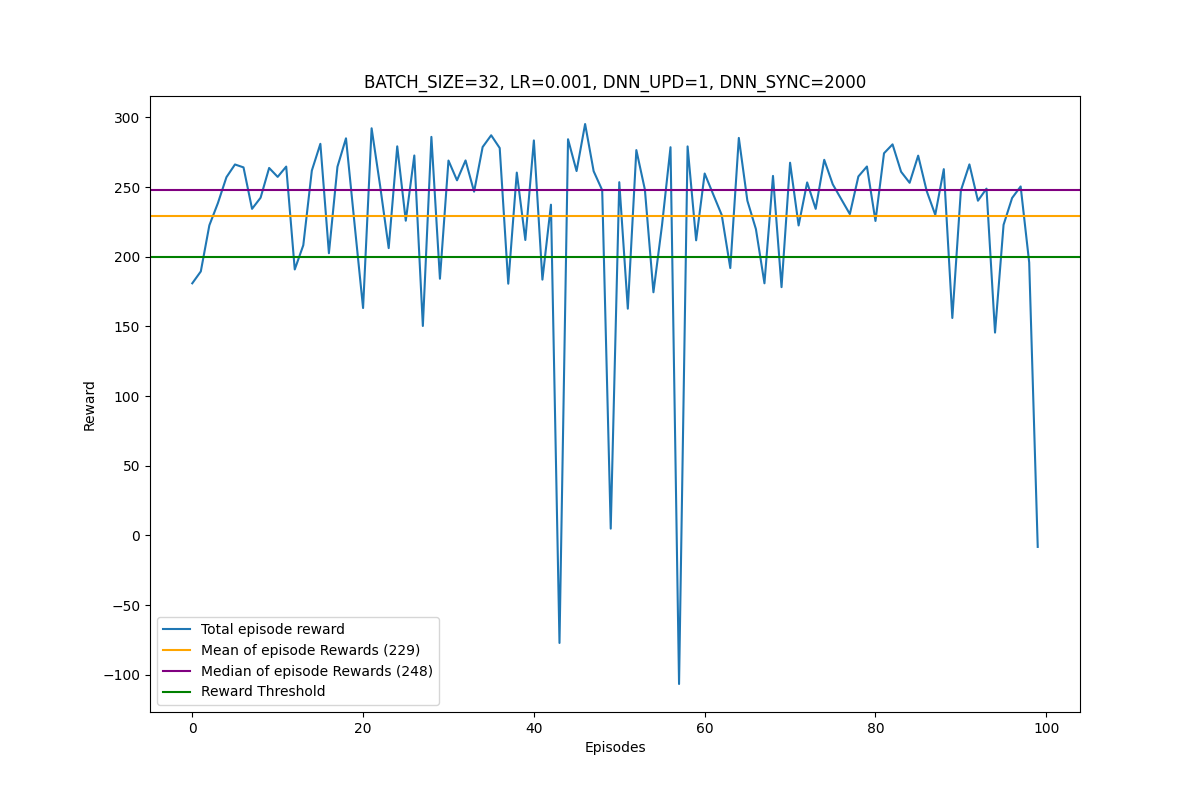 BATCH_SIZE=32, LR=0.001, DNN_UPD=1, DNN_SYNC=2000
300
250
200
150
100
50
0
−50
−100
Reward
Total episode reward
Mean of episode Rewards (229)
Median of episode Rewards (248)
Reward Threshold
0 20 40 60 80 100
Episodes